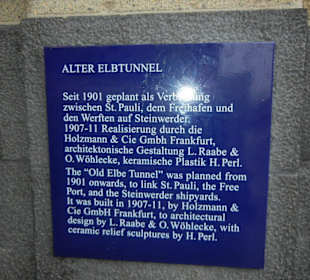 ALTER ELBTUNNEL
Seit 1901 geplant als Verbindung
zwischen St. Pauli, dem Freihafen und
den Werften auf Steinwerder.
1907-11 Realisierung durch die
Holzmann & Cie Gmbh Frankfurt,
architektonische Gestaltung L. Raabe &
O. Wöhlecke, keramische Plastik H. Perl.
The "Old Elbe Tunnel" was planned from
1901 onwards, to link St. Pauli, the Free
Port, and the Steinwerder shipyards.
It was built in 1907-11, by Holzmann &
Cie GmbH Frankfurt, to architectural
design by L. Raabe & O. Wöhlecke, with
ceramic relief sculptures by H. Perl.